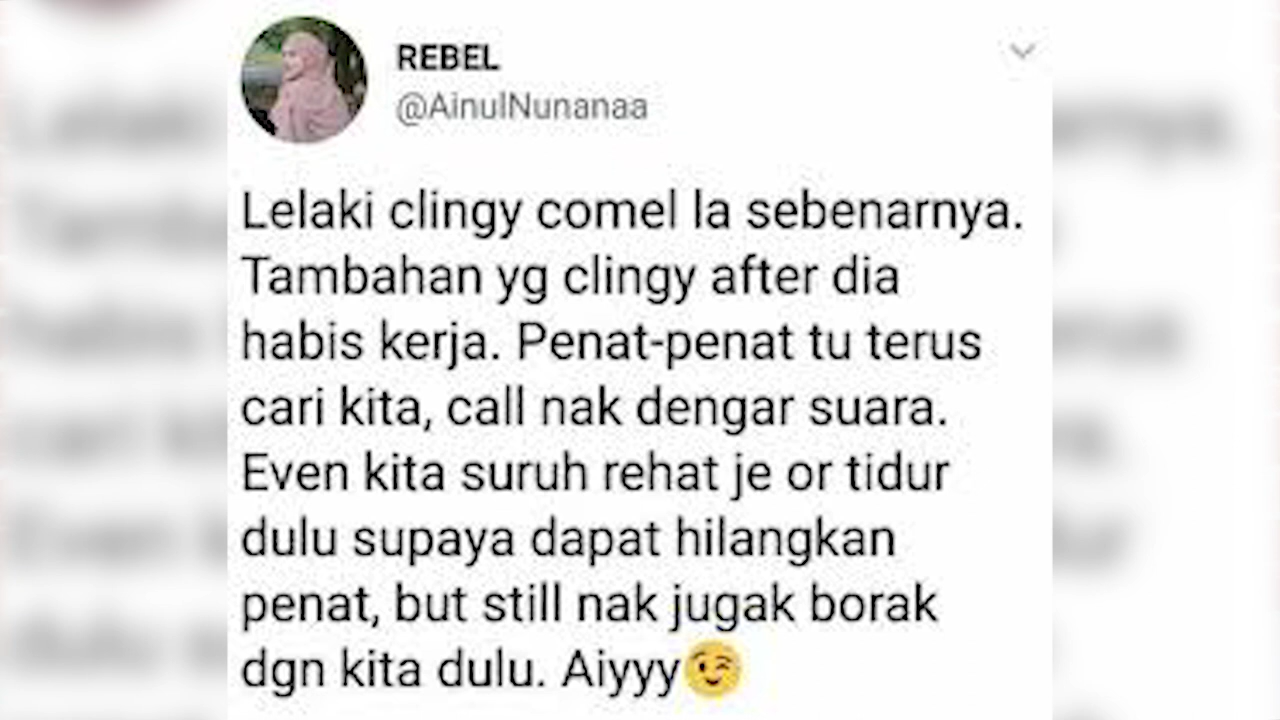 REBEL
@AinulNunanaa
Lelaki clingy comel la sebenarnya.
Tambahan yg clingy after dia
habis kerja. Penat-penat tu terus
cari kita, call nak dengar suara.
Even kita suruh rehat je or tidur
dulu supaya dapat hilangkan
penat, but still nak jugak borak
dgn kita dulu. Aiyyy😉